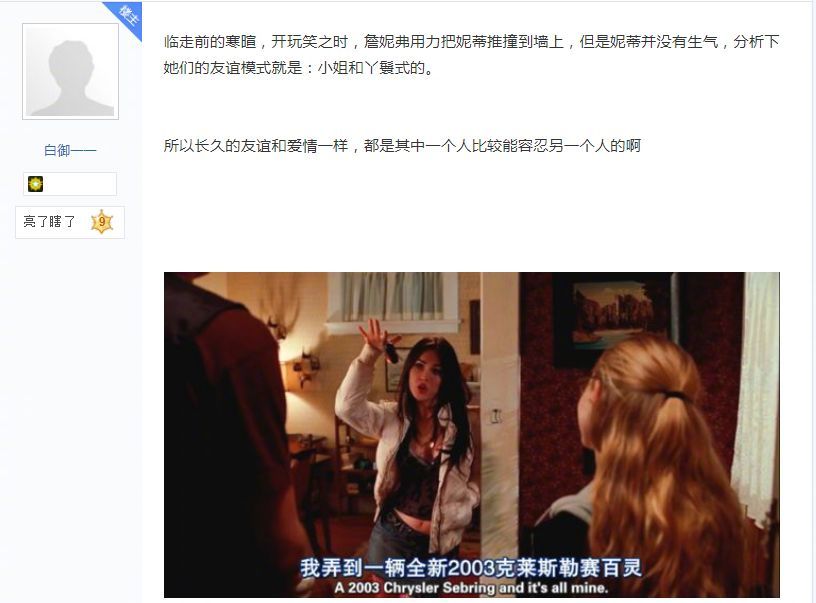 楼主
临走前的寒暄，开玩笑之时，詹妮弗用力把妮蒂推撞到墙上，但是妮蒂并没有生气，分析下
她们的友谊模式就是：小姐和丫鬟式的。
白御一一
所以长久的友谊和爱情一样，都是其中一个人比较能容忍另一个人的啊
亮了瞎了 9
我弄到一辆全新2003克莱斯勒赛百灵
A 2003 Chrysler Sebring and it's all mine.